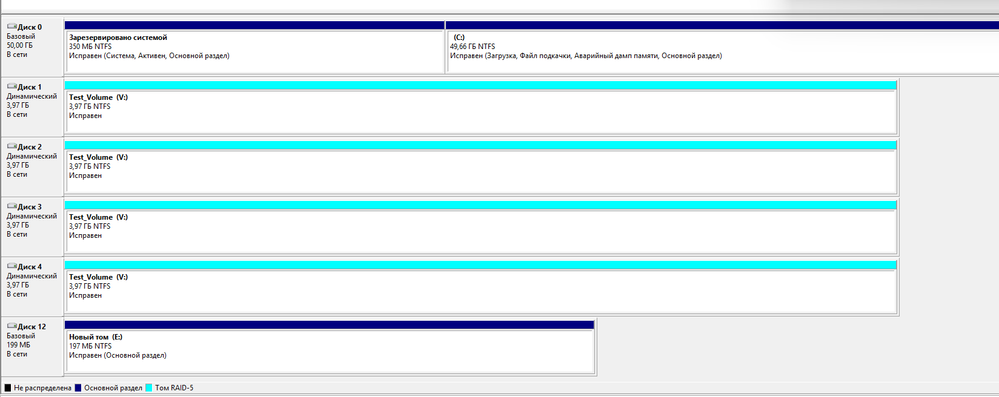 Диск 0
Базовый
50,00 ГБ
В сети
Зарезервировано системой
350 МБ NTFS
Исправен (Система, Активен, Основной раздел)
(C:)
49,66 ГБ NTFS
Исправен (Загрузка, Файл подкачки, Аварийный дамп памяти, Основной раздел)
Диск 1
Динамический
3,97 ГБ
В сети
Test_Volume (V:)
3,97 ГБ NTFS
Исправен
Диск 2
Динамический
3,97 ГБ
В сети
Test_Volume (V:)
3,97 ГБ NTFS
Исправен
Диск 3
Динамический
3,97 ГБ
В сети
Test_Volume (V:)
3,97 ГБ NTFS
Исправен
Диск 4
Динамический
3,97 ГБ
В сети
Test_Volume (V:)
3,97 ГБ NTFS
Исправен
Диск 12
Базовый
199 МБ
В сети
Новый том (E:)
197 МБ NTFS
Исправен (Основной раздел)
Не распределена Основной раздел Том RAID-5